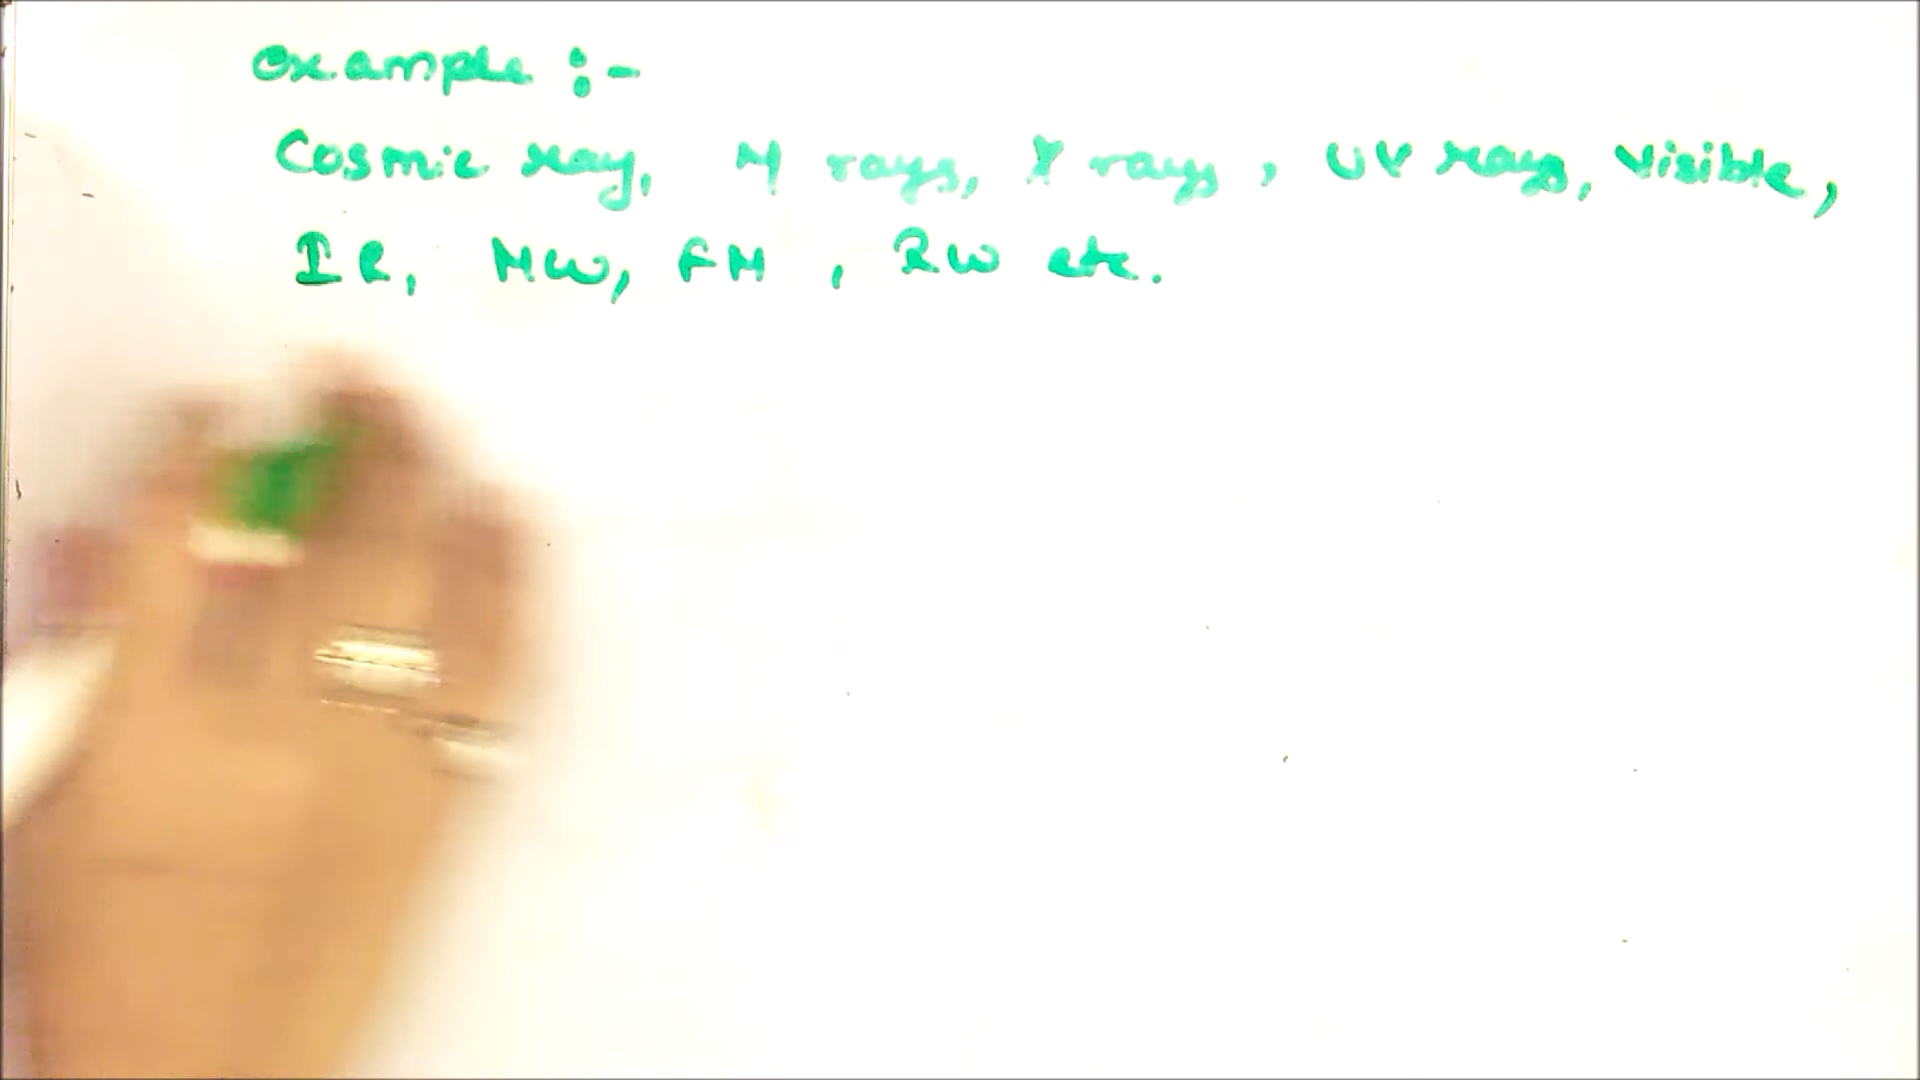 example :-
Cosmic ray, γ rays, X rays, UV rays, Visible,
IR, MW, FM, RW etc.